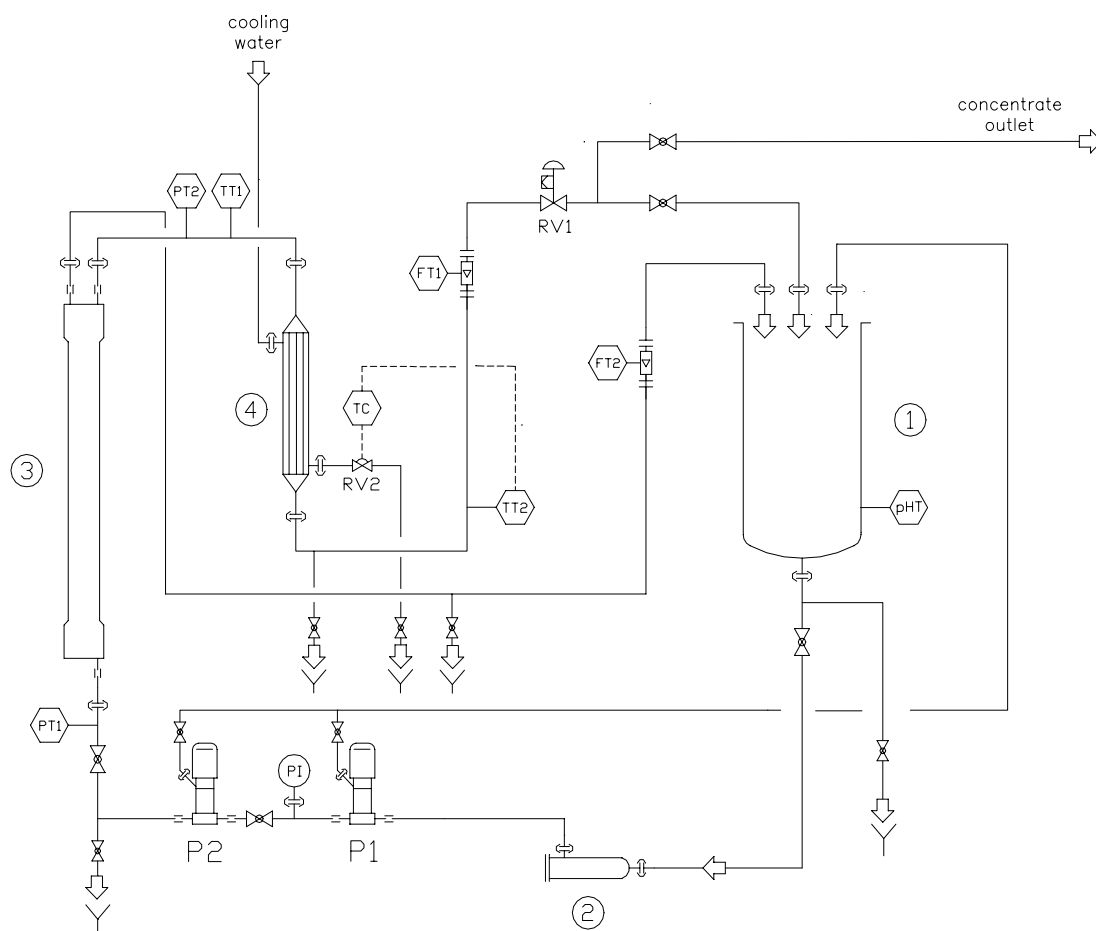 cooling
water
concentrate
outlet
PT2
TT1
RV1
FT1
FT2
4
TC
1
3
RV2
TT2
pHT
PT1
PI
P2
P1
2